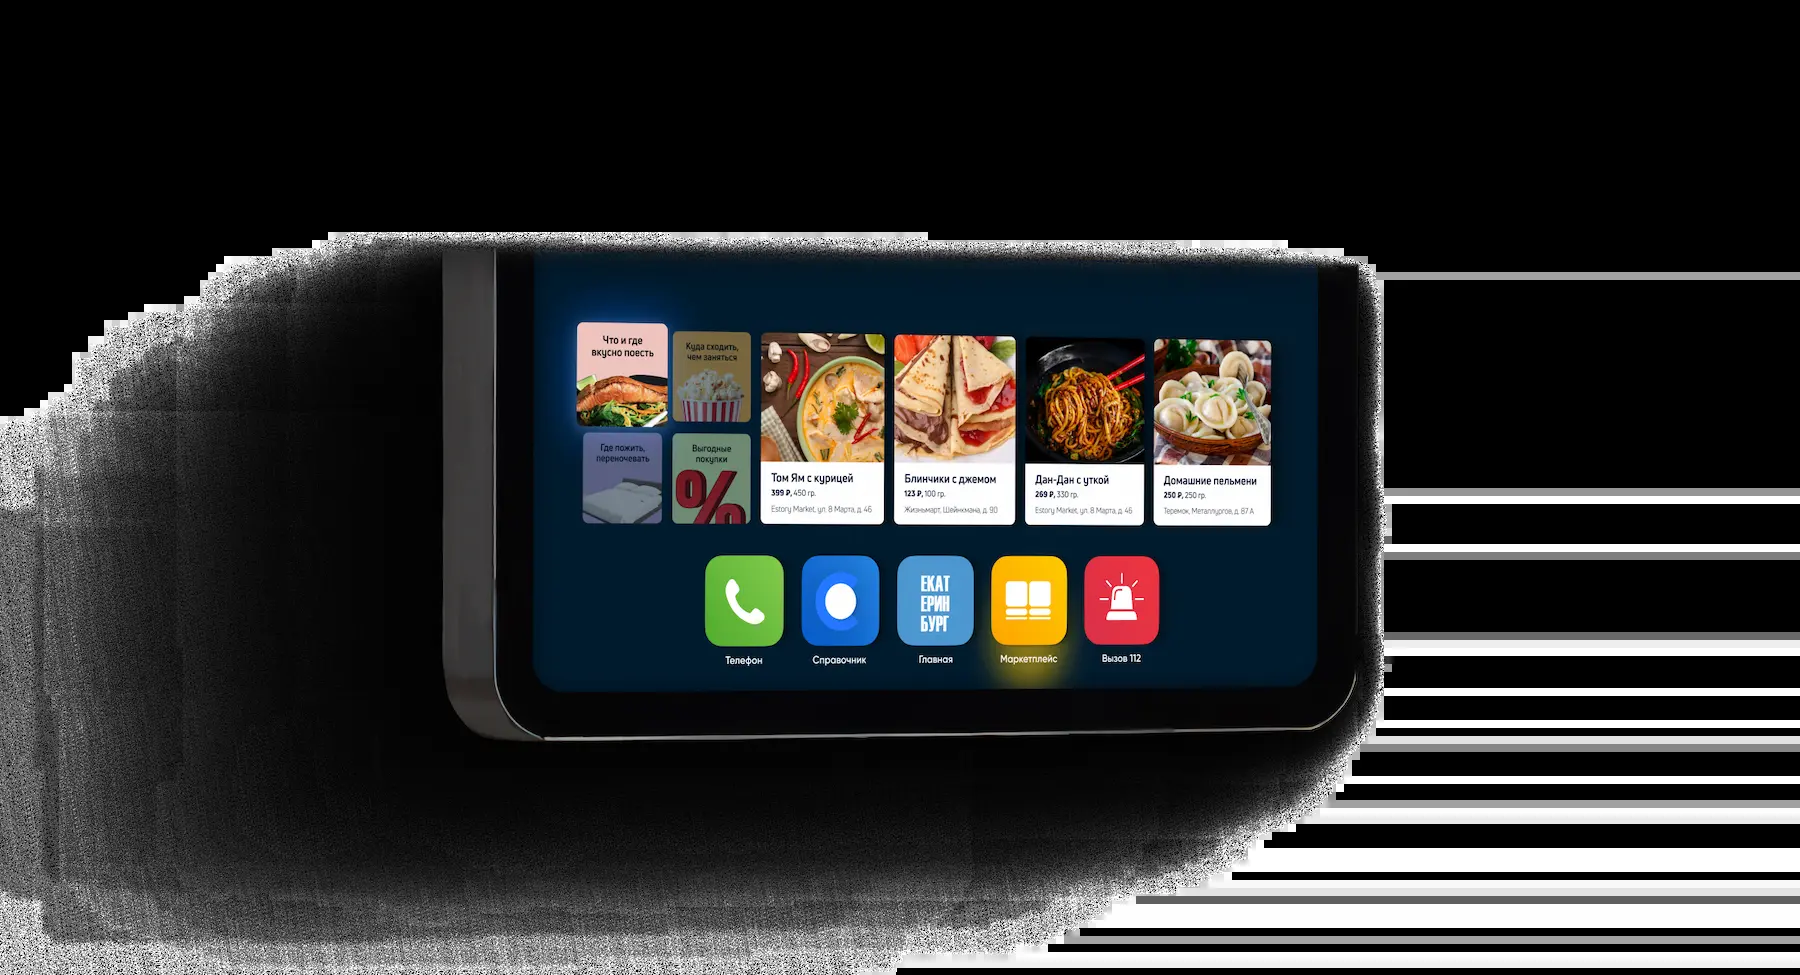 Что и где
вкусно поесть
Куда сходить,
чем заняться
Где пожить,
переночевать
Выгодные
покупки
%
Том Ям с курицей
399 ₽, 450 гр.
Estory Market, ул. 8 Марта, д. 46
Блинчики с джемом
123 ₽, 100 гр.
Жизньмарт, Шейнкмана, д. 90
Дан-Дан с уткой
269 ₽, 330 гр.
Estory Market, ул. 8 Марта, д. 46
Домашние пельмени
250 ₽, 250 гр.
Теремок, Металлургов, д. 87 А
ЕКАТ
ЕРИН
БУРГ
Телефон
Справочник
Главная
Маркетплейс
Вызов 112